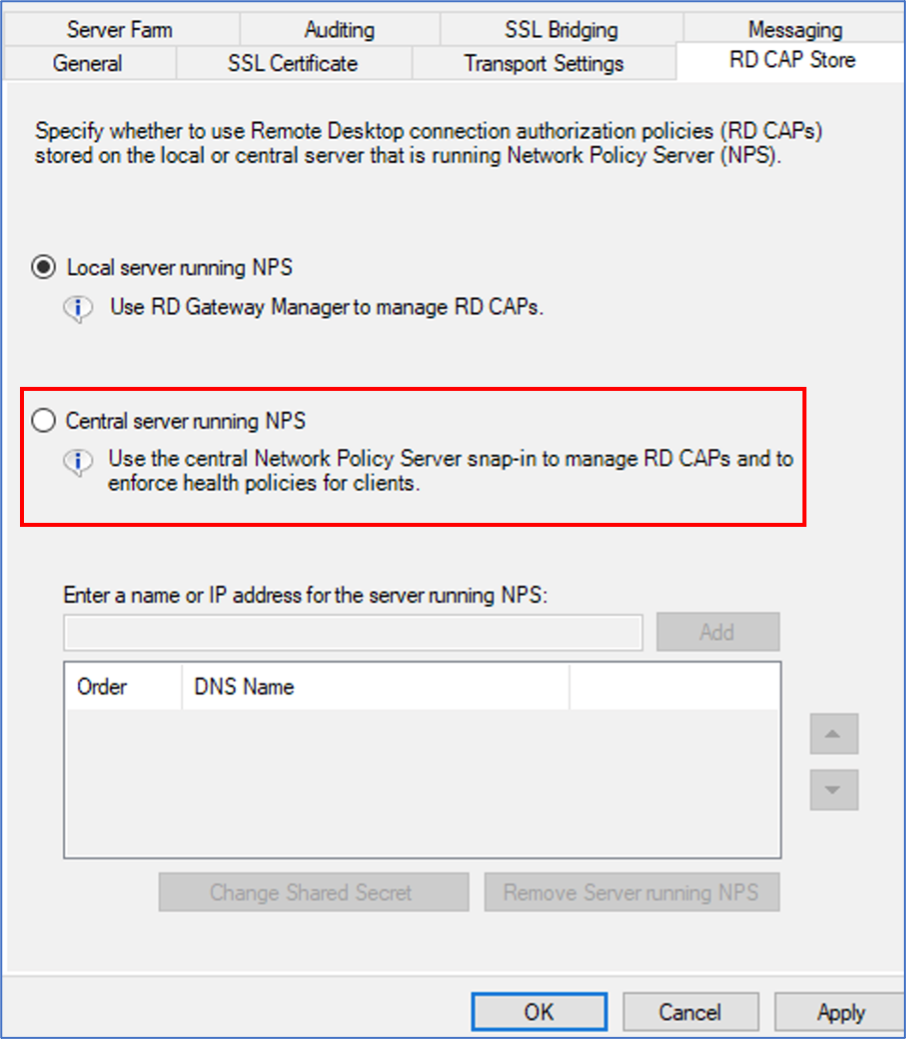 Server Farm Auditing SSL Bridging Messaging
General SSL Certificate Transport Settings RD CAP Store
Specify whether to use Remote Desktop connection authorization policies (RD CAPs)
stored on the local or central server that is running Network Policy Server (NPS).
Local server running NPS
Use RD Gateway Manager to manage RD CAPs.
Central server running NPS
Use the central Network Policy Server snap-in to manage RD CAPs and to
enforce health policies for clients.
Enter a name or IP address for the server running NPS:
Add
Order DNS Name
Change Shared Secret Remove Server running NPS
OK Cancel Apply